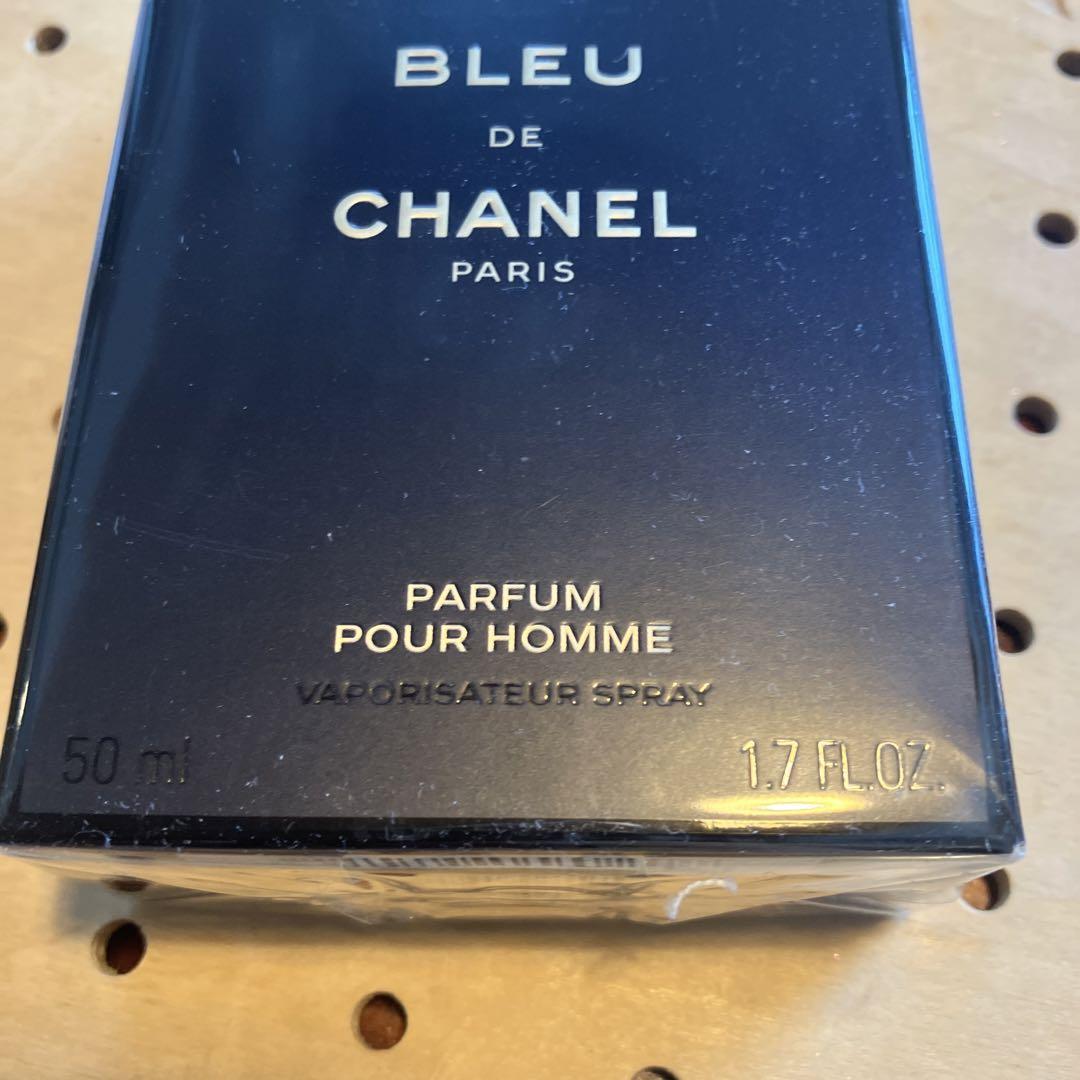 BLEU
DE
CHANEL
PARIS
PARFUM
POUR HOMME
VAPORISATEUR SPRAY
50 ml
1.7 FL.OZ.